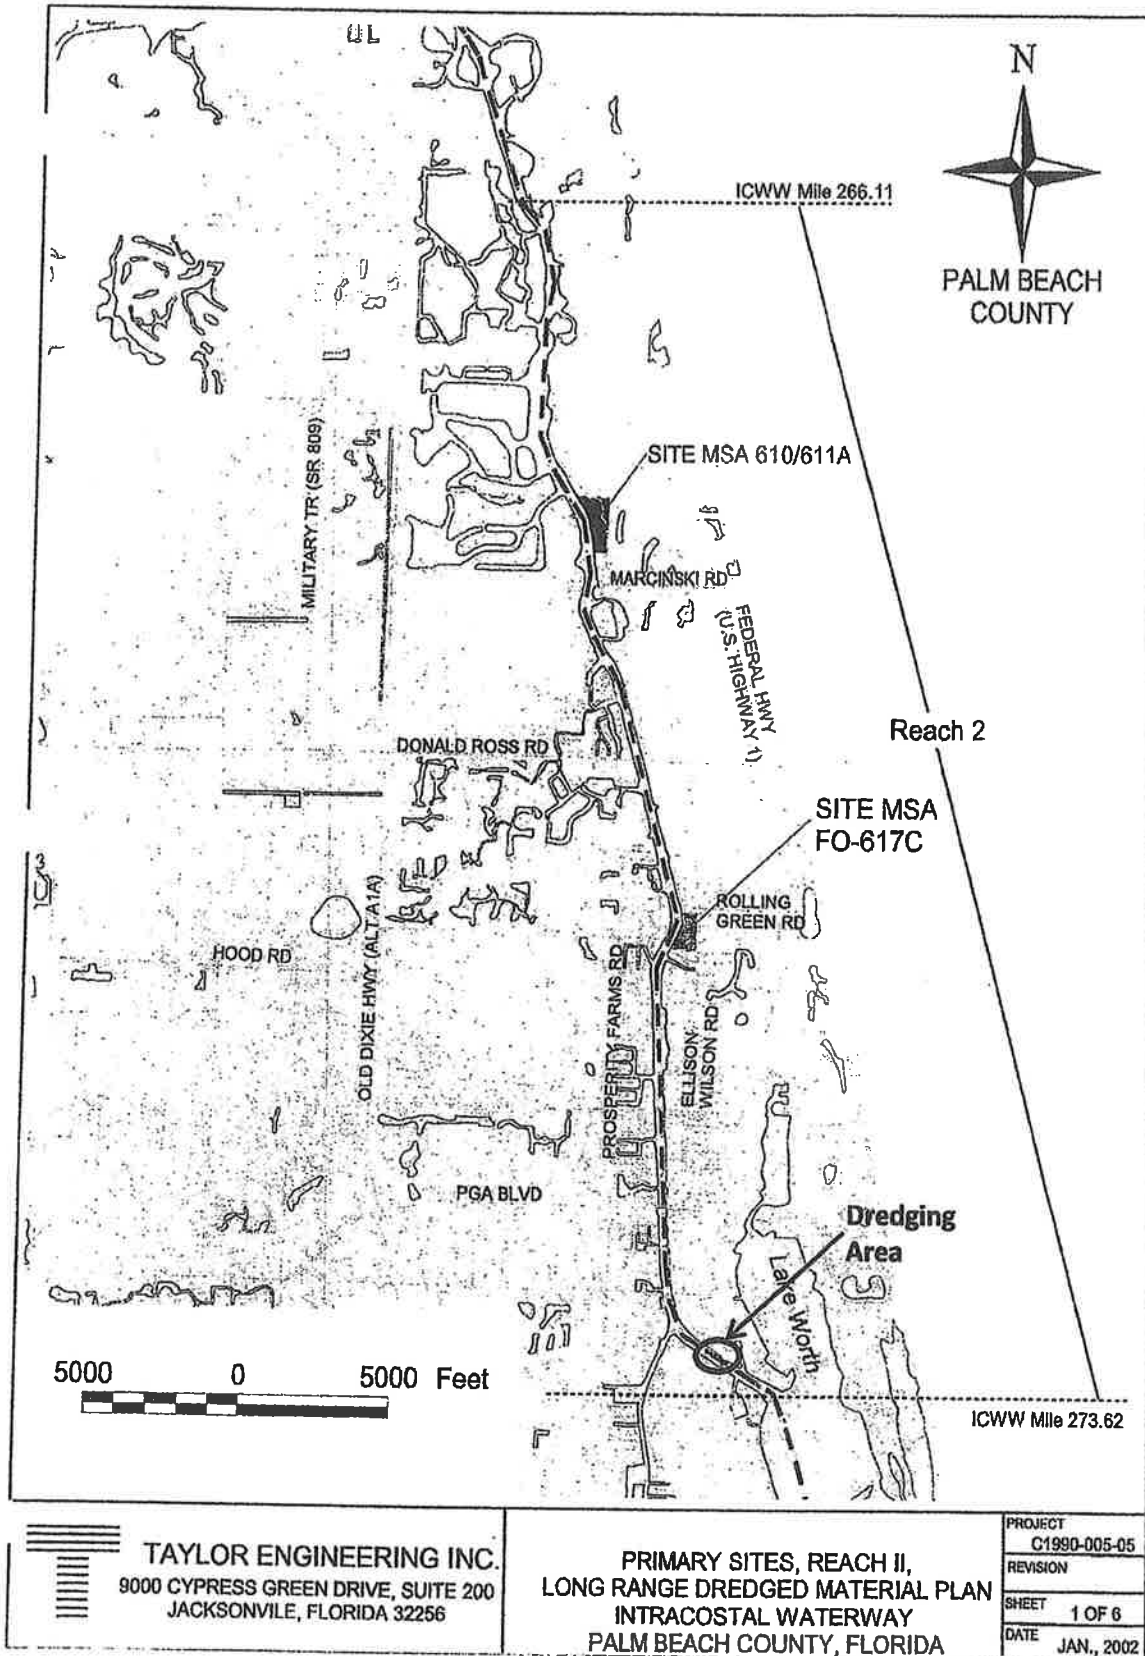 N
ICWW Mile 266.11
PALM BEACH
COUNTY
SITE MSA 610/611A
MILITARY TR (SR 809)
MARCINSKI RD
FEDERAL HWY
(U.S. HIGHWAY 1)
Reach 2
DONALD ROSS RD
SITE MSA
FO-617C
ROLLING
GREEN RD
HOOD RD
OLD DIXIE HWY (ALT A1A)
PROSPERITY FARMS RD
ELLISON
WILSON RD
PGA BLVD
Dredging
Area
Lake Worth
5000 0 5000 Feet
ICWW Mile 273.62
TAYLOR ENGINEERING INC.
9000 CYPRESS GREEN DRIVE, SUITE 200
JACKSONVILE, FLORIDA 32256
PRIMARY SITES, REACH II,
LONG RANGE DREDGED MATERIAL PLAN
INTRACOSTAL WATERWAY
PALM BEACH COUNTY, FLORIDA
PROJECT
C1990-005-05
REVISION
SHEET 1 OF 6
DATE JAN., 2002